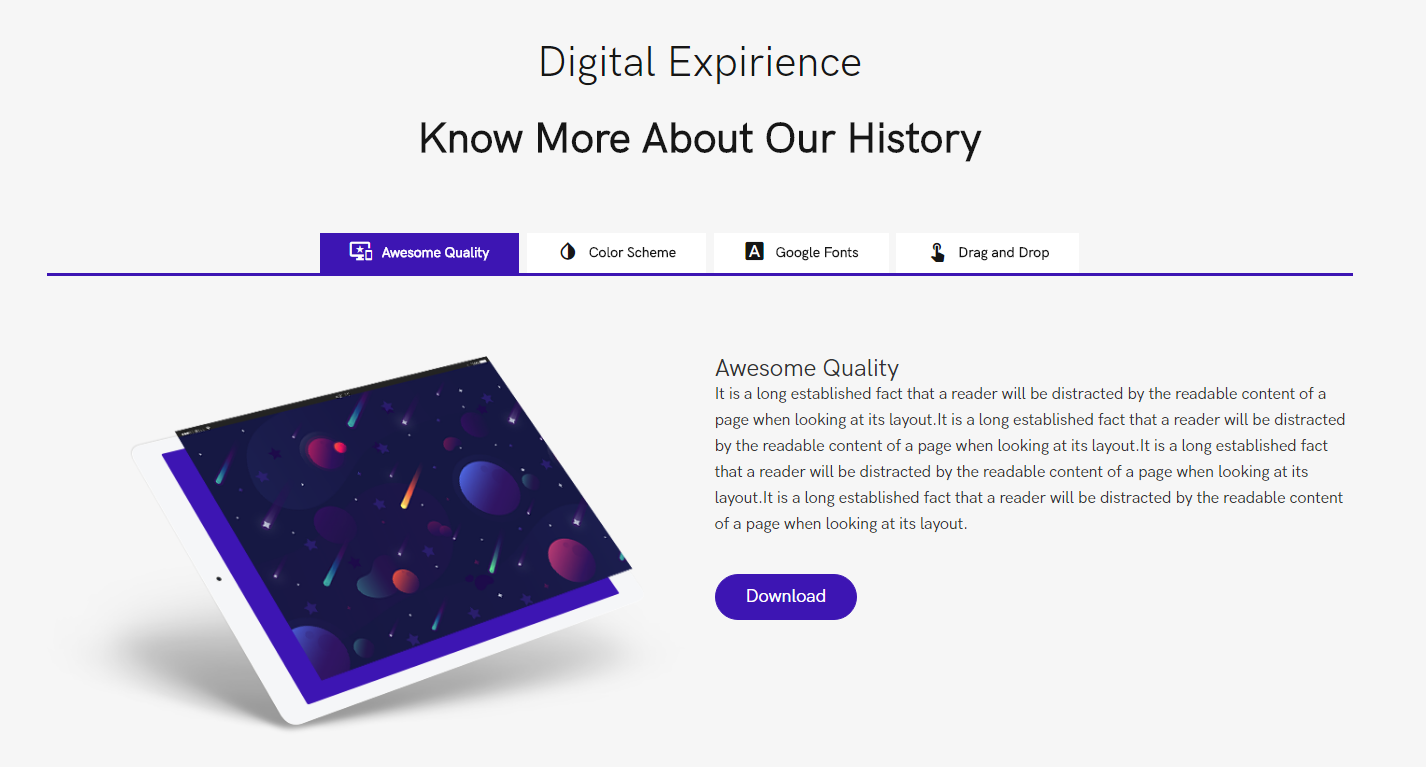 Digital Expirience
Know More About Our History
Awesome Quality
Color Scheme
Google Fonts
Drag and Drop
Awesome Quality
It is a long established fact that a reader will be distracted by the readable content of a
page when looking at its layout.It is a long established fact that a reader will be distracted
by the readable content of a page when looking at its layout.It is a long established fact
that a reader will be distracted by the readable content of a page when looking at its
layout.It is a long established fact that a reader will be distracted by the readable content
of a page when looking at its layout.
Download